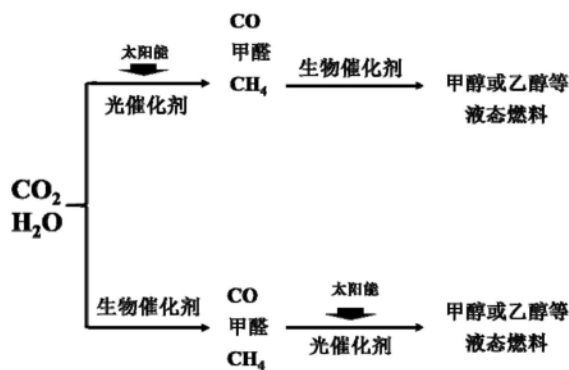 CO₂
H₂O
太阳能
光催化剂
CO
甲醛
CH₄
生物催化剂
甲醇或乙醇等
液态燃料
生物催化剂
CO
甲醛
CH₄
太阳能
光催化剂
甲醇或乙醇等
液态燃料